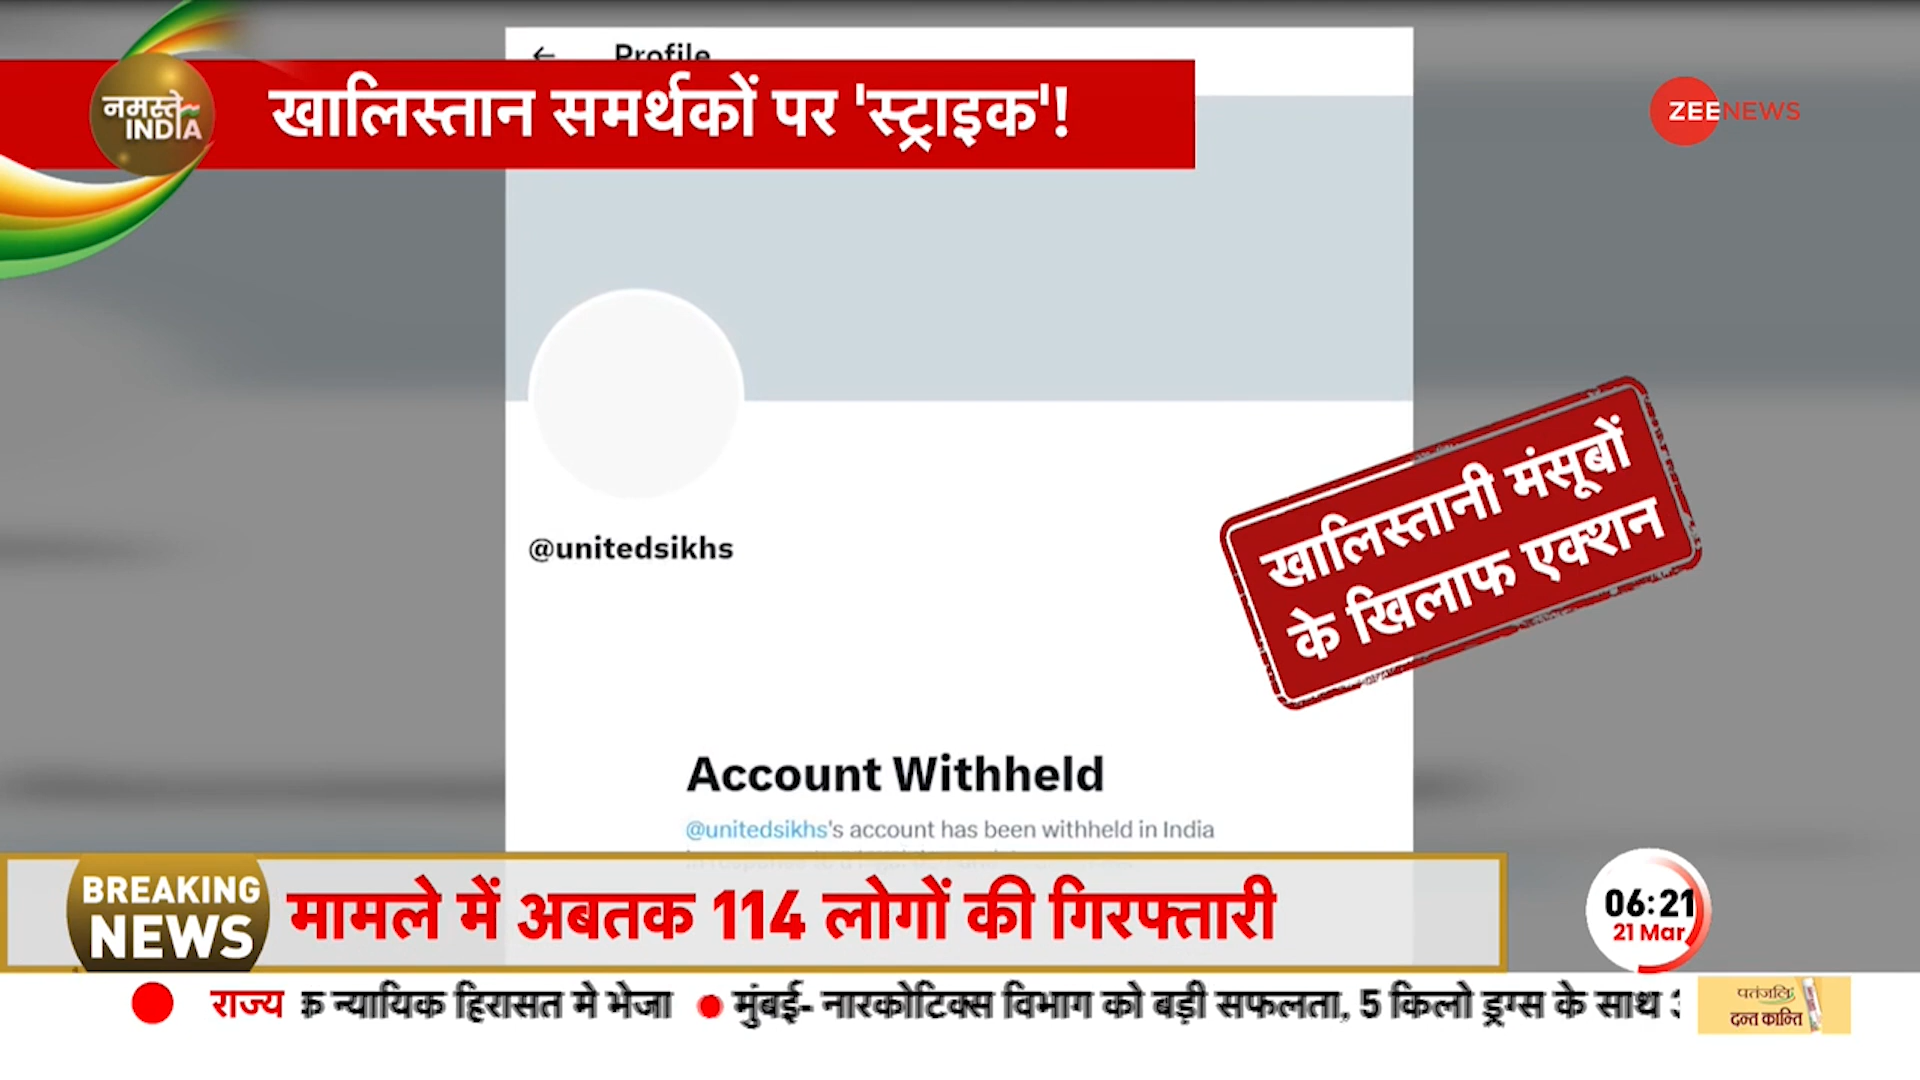 Profile
नमस्ते
INDIA
खालिस्तान समर्थकों पर 'स्ट्राइक'!
ZEENEWS
@unitedsikhs
खालिस्तानी मंसूबों
के खिलाफ एक्शन
Account Withheld
@unitedsikhs's account has been withheld in India
BREAKING
NEWS
मामले में अबतक 114 लोगों की गिरफ्तारी
06:21
21 Mar
राज्य
न्यायिक हिरासत में भेजा
मुंबई- नारकोटिक्स विभाग को बड़ी सफलता, 5 किलो ड्रग्स के साथ
पतंजलि
दन्त कान्ति